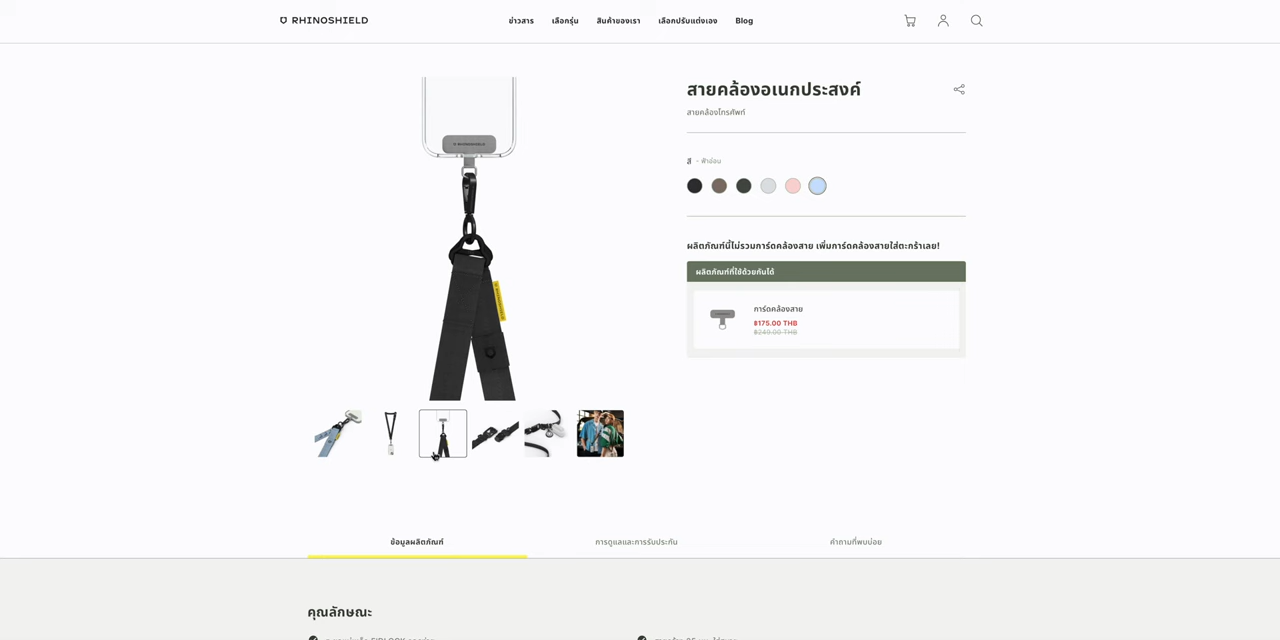 RHINOSHIELD
ข่าวสาร
เลือกรุ่น
สินค้าของเรา
เลือกปรับแต่งเอง
Blog
สายคล้องอเนกประสงค์
สายคล้องโทรศัพท์
สี - ฟ้าอ่อน
ผลิตภัณฑ์นี้ไม่รวมการ์ดคล้องสาย เพิ่มการ์ดคล้องสายใส่ตะกร้าเลย!
ผลิตภัณฑ์ที่ใช้ด้วยกันได้
การ์ดคล้องสาย
฿175.00 THB
฿249.00 THB
ข้อมูลผลิตภัณฑ์
การดูแลและการรับประกัน
คำถามที่พบบ่อย
คุณลักษณะ